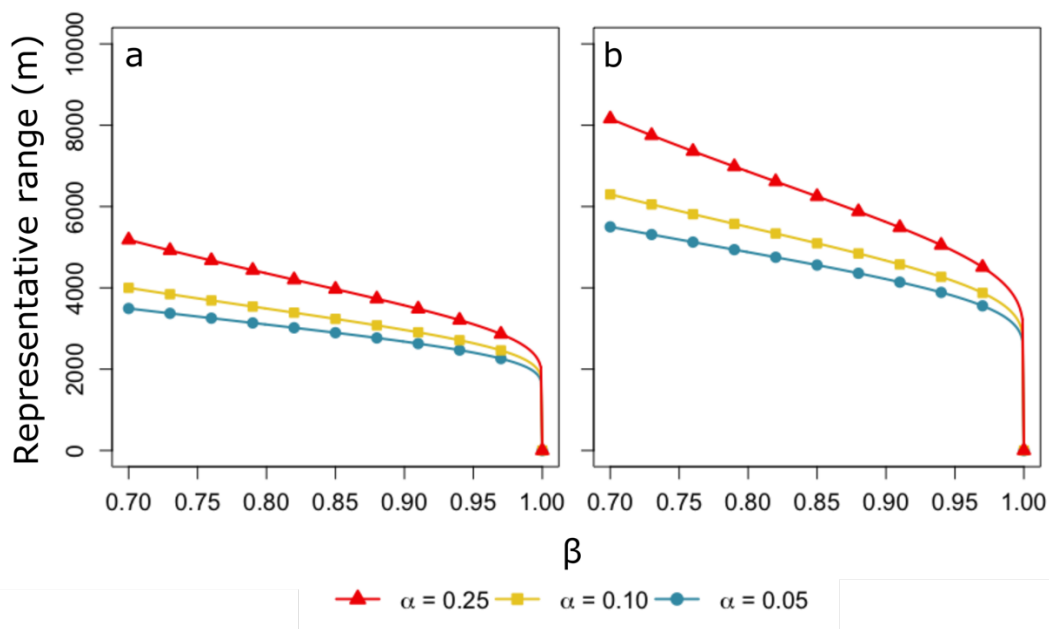 Representative range (m)
10000
8000
6000
4000
2000
0
a
b
0.70 0.75 0.80 0.85 0.90 0.95 1.00
0.70 0.75 0.80 0.85 0.90 0.95 1.00
β
α = 0.25 α = 0.10 α = 0.05